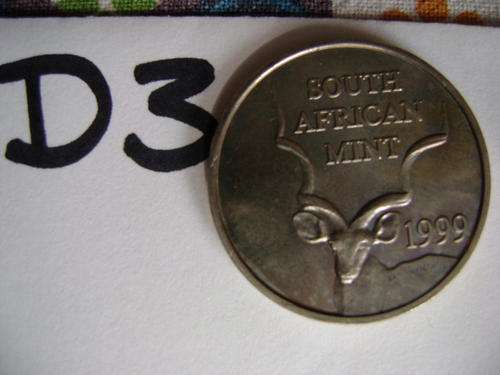 D3
SOUTH
AFRICAN
MINT
1999